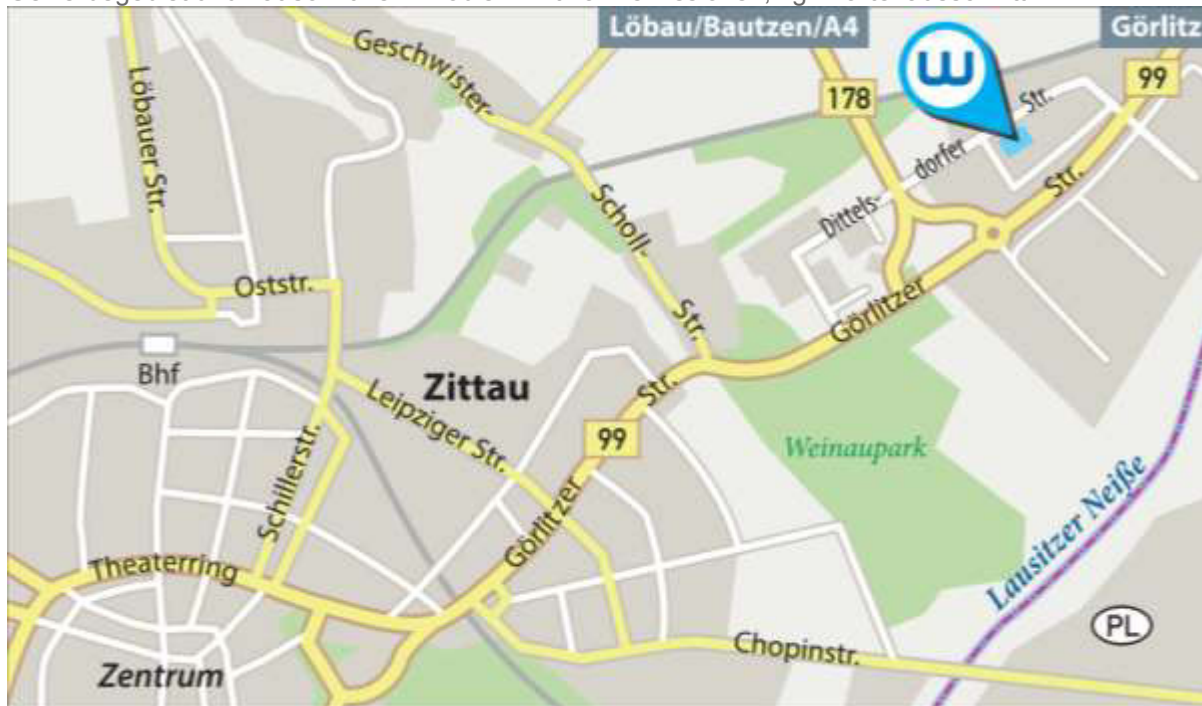 Löbau/Bautzen/A4
Görlitz
Geschwister-
Scholl-
Str.
w
178
99
Löbauer Str.
Dittels-
dorfer
Str.
Str.
Oststr.
Görlitzer
Bhf
Zittau
Str.
Leipziger Str.
99
Weinaupark
Schillerstr.
Görlitzer
Lausitzer Neiße
Theaterring
PL
Chopinstr.
Zentrum